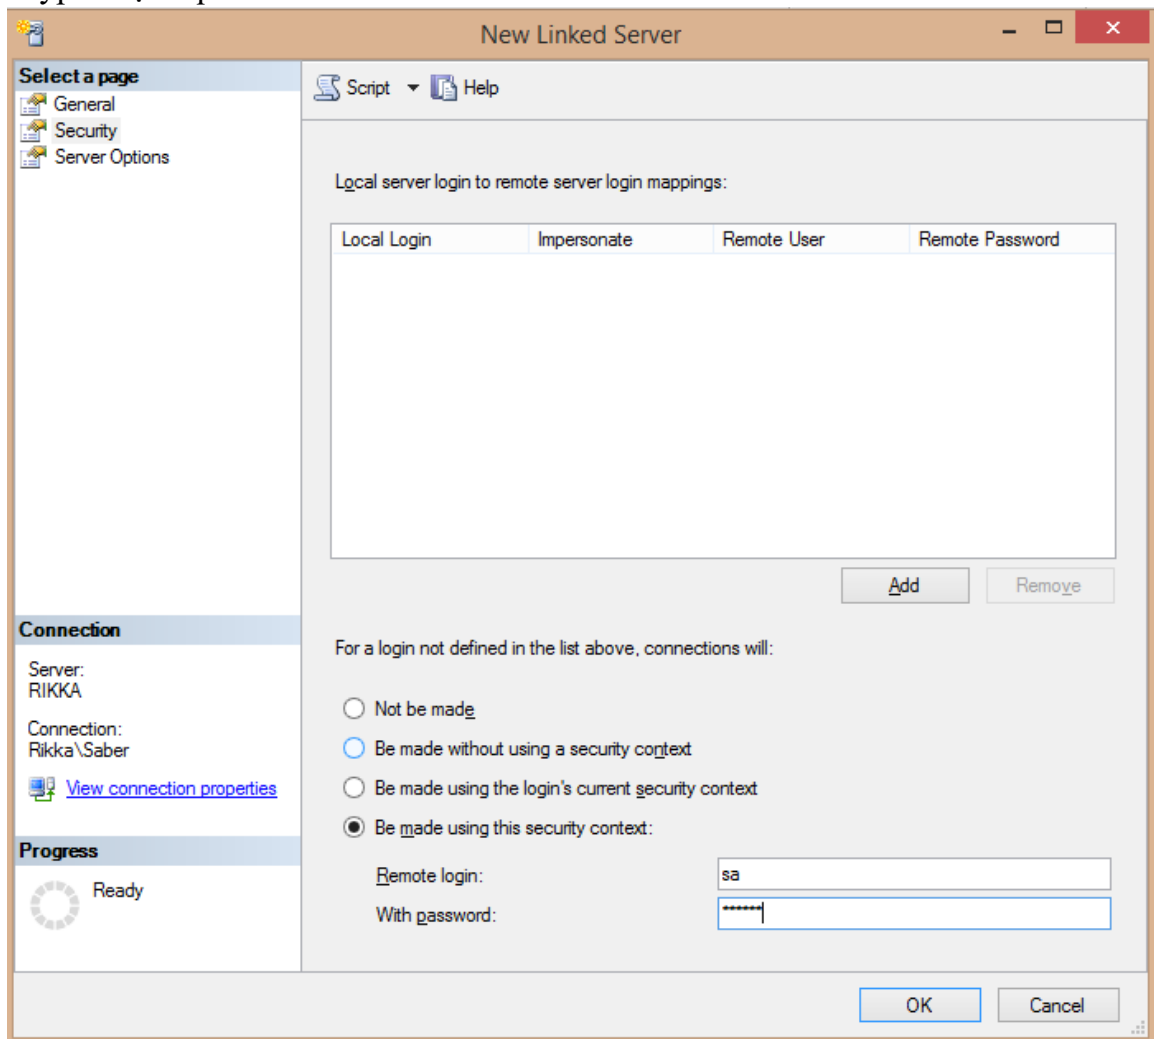 New Linked Server
Select a page
General
Security
Server Options
Script Help
Local server login to remote server login mappings:
Local Login Impersonate Remote User Remote Password
Add Remove
Connection
Server:
RIKKA
Connection:
Rikka\Saber
View connection properties
Progress
Ready
For a login not defined in the list above, connections will:
Not be made
Be made without using a security context
Be made using the login's current security context
Be made using this security context:
Remote login: sa
With password: ******
OK Cancel